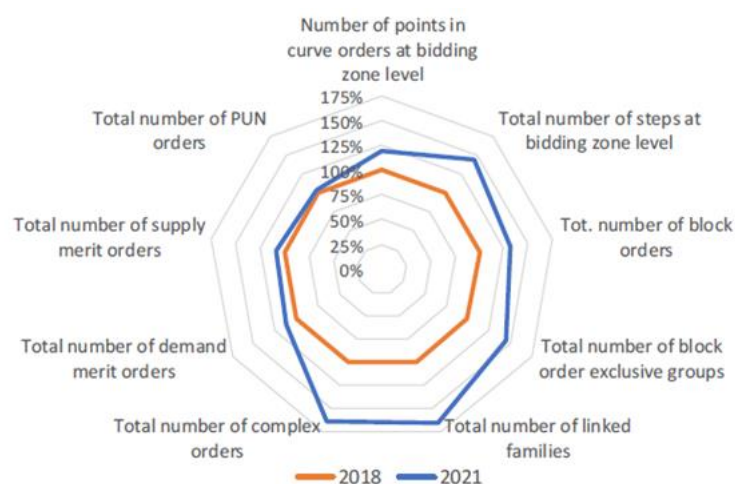 Number of points in
curve orders at bidding
zone level
175%
150%
125%
100%
75%
50%
25%
0%
Total number of PUN
orders
Total number of steps at
bidding zone level
Total number of supply
merit orders
Tot. number of block
orders
Total number of demand
merit orders
Total number of block
order exclusive groups
Total number of complex
orders
Total number of linked
families
2018
2021